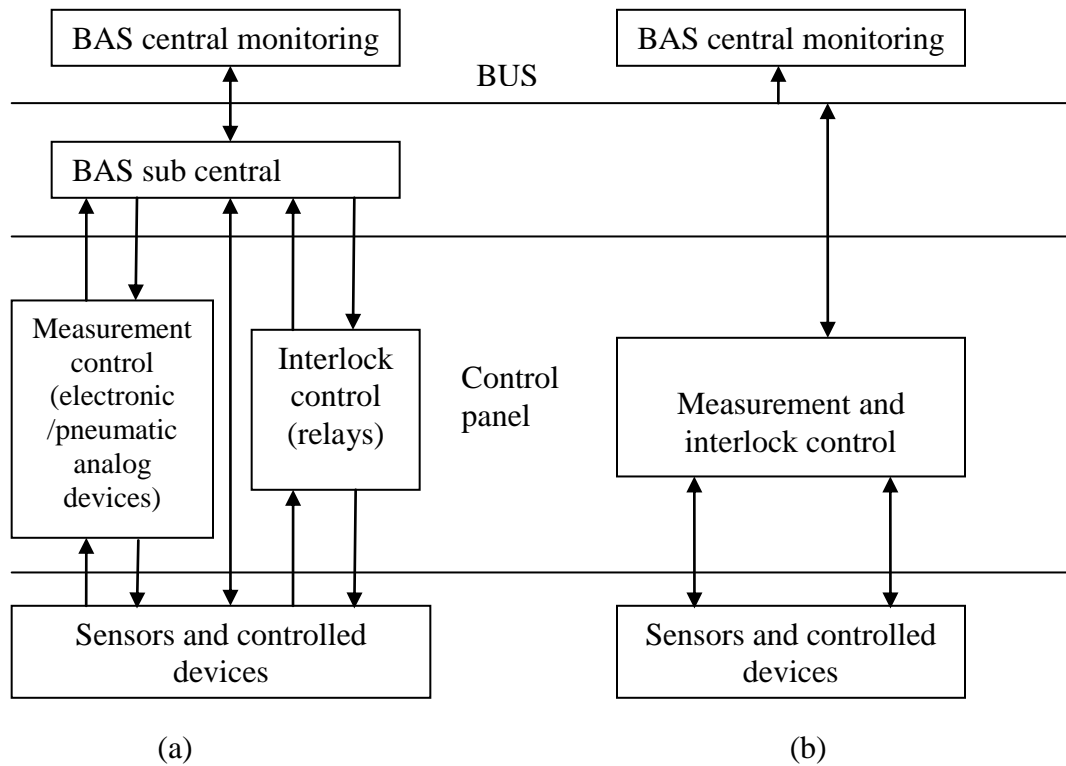 BAS central monitoring
BAS central monitoring
BUS
BAS sub central
Measurement
control
(electronic
/pneumatic
analog
devices)
Interlock
control
(relays)
Control
panel
Measurement and
interlock control
Sensors and controlled
devices
Sensors and controlled
devices
(a)
(b)